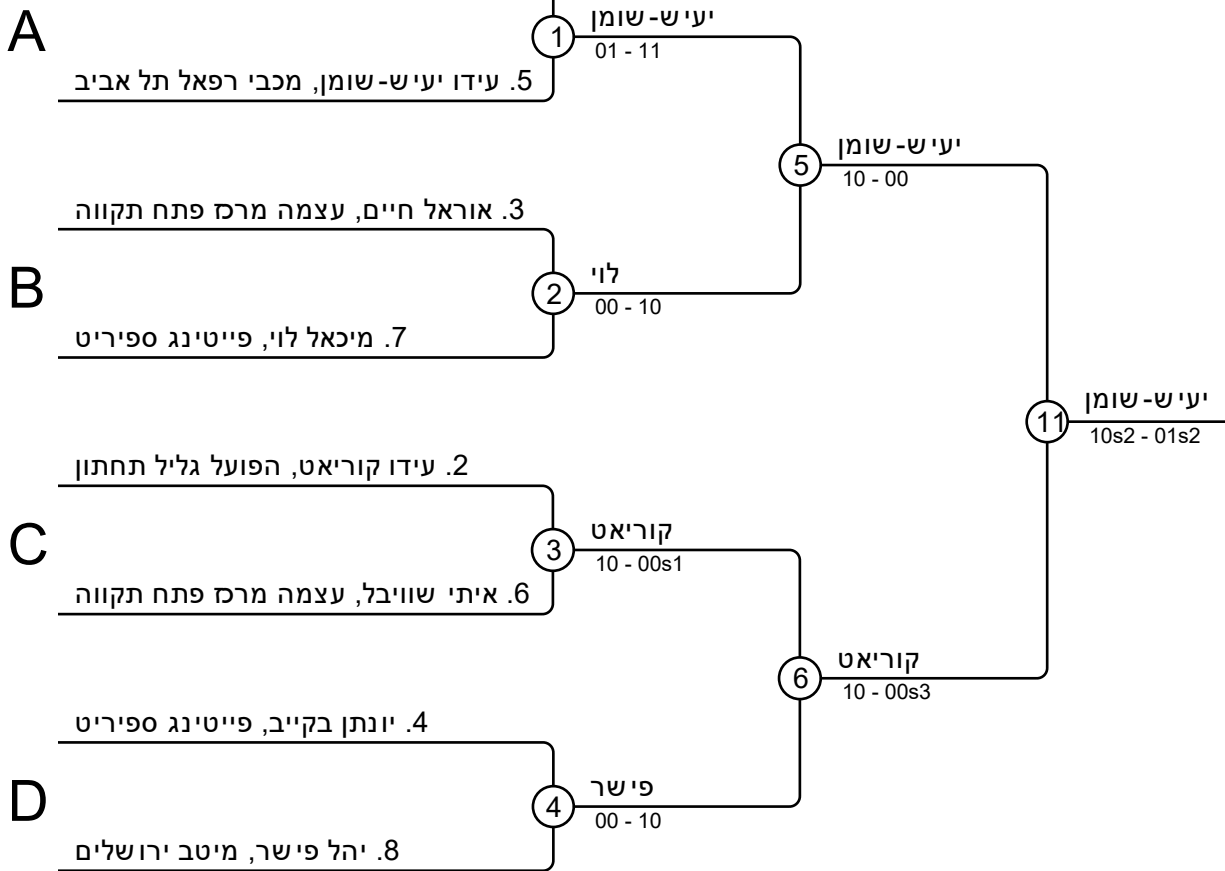 A
1
יעיש-שומן
01 - 11
5. עידו יעיש-שומן, מכבי רפאל תל אביב
5
יעיש-שומן
10 - 00
3. אוראל חיים, עצמה מרכז פתח תקווה
B
2
לוי
00 - 10
7. מיכאל לוי, פייטינג ספיריט
11
יעיש-שומן
10s2 - 01s2
2. עידו קוריאט, הפועל גליל תחתון
C
3
קוריאט
10 - 00s1
6. איתי שוויבל, עצמה מרכז פתח תקווה
6
קוריאט
10 - 00s3
4. יונתן בקייב, פייטינג ספיריט
D
4
פישר
00 - 10
8. יהל פישר, מיטב ירושלים